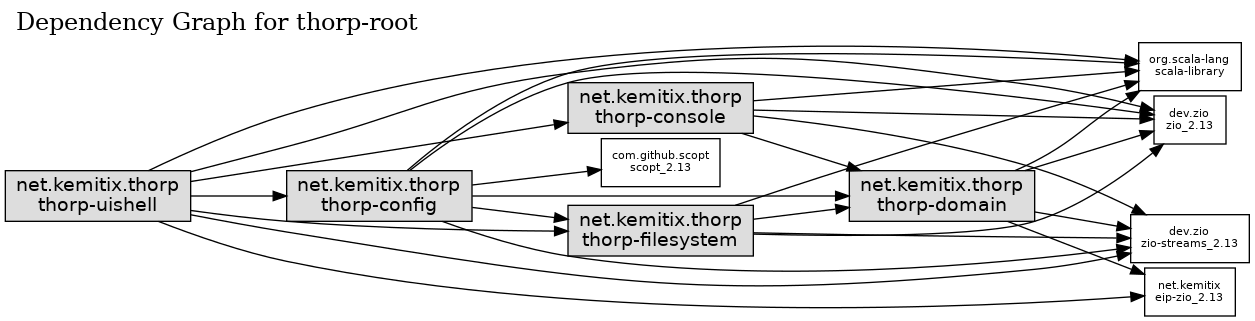 Dependency Graph for thorp-root
org.scala-lang
scala-library
net.kemitix.thorp
thorp-console
dev.zio
zio_2.13
com.github.scopt
scopt_2.13
net.kemitix.thorp
thorp-uishell
net.kemitix.thorp
thorp-config
net.kemitix.thorp
thorp-domain
net.kemitix.thorp
thorp-filesystem
dev.zio
zio-streams_2.13
net.kemitix
eip-zio_2.13